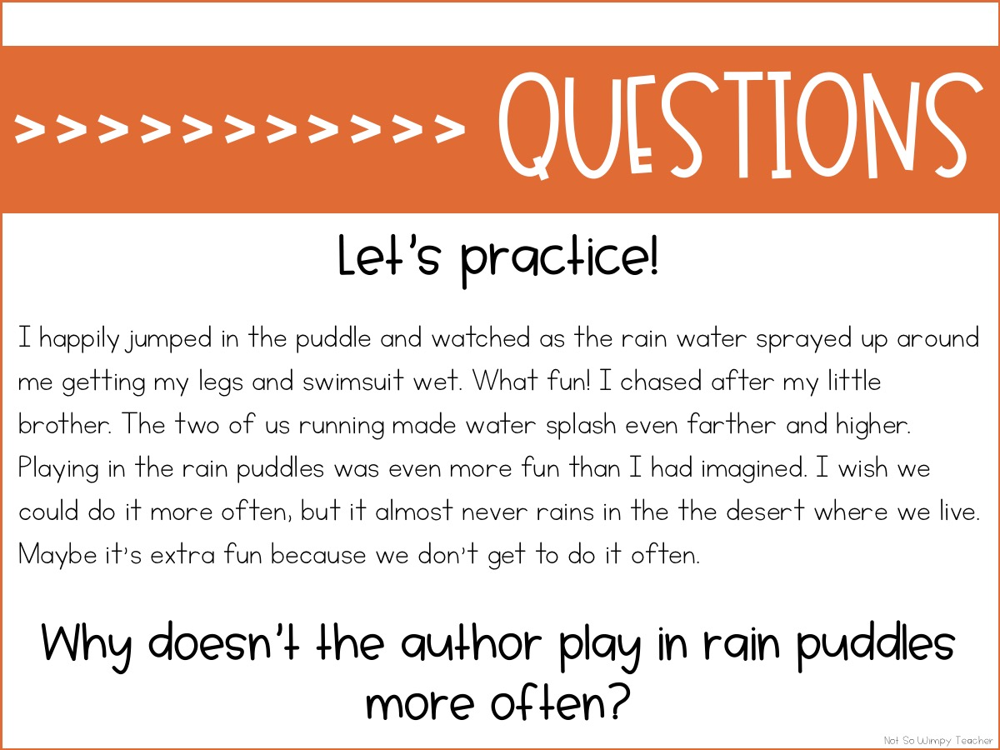 >>>>>>>>>>> QUESTIONS
Let's practice!
I happily jumped in the puddle and watched as the rain water sprayed up around
me getting my legs and swimsuit wet. What fun! I chased after my little
brother. The two of us running made water splash even farther and higher.
Playing in the rain puddles was even more fun than I had imagined. I wish we
could do it more often, but it almost never rains in the the desert where we live.
Maybe it's extra fun because we don't get to do it often.
Why doesn't the author play in rain puddles
more often?
Not So Wimpy Teacher